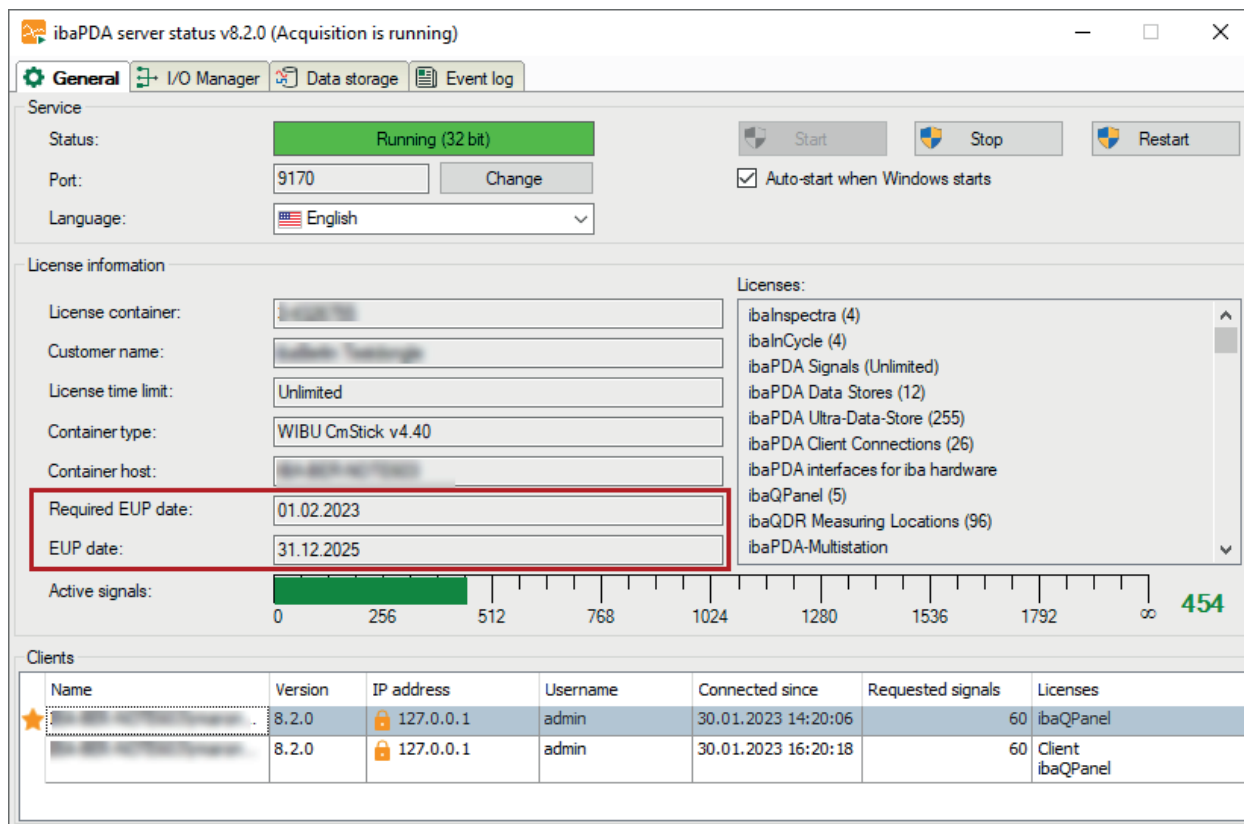 ibaPDA server status v8.2.0 (Acquisition is running)
General I/O Manager Data storage Event log
Service
Status: Running (32 bit) Start Stop Restart
Port: 9170 Change Auto-start when Windows starts
Language: English
License information
Licenses:
License container:
Customer name:
License time limit: Unlimited
Container type: WIBU CmStick v4.40
Container host:
Required EUP date: 01.02.2023
EUP date: 31.12.2025
ibaInspectra (4)
ibaInCycle (4)
ibaPDA Signals (Unlimited)
ibaPDA Data Stores (12)
ibaPDA Ultra-Data-Store (255)
ibaPDA Client Connections (26)
ibaPDA interfaces for iba hardware
ibaQPanel (5)
ibaQDR Measuring Locations (96)
ibaPDA-Multistation
Active signals: 454
0 256 512 768 1024 1280 1536 1792 ∞
Clients
Name Version IP address Username Connected since Requested signals Licenses
8.2.0 127.0.0.1 admin 30.01.2023 14:20:06 60 ibaQPanel
8.2.0 127.0.0.1 admin 30.01.2023 16:20:18 60 Client
ibaQPanel